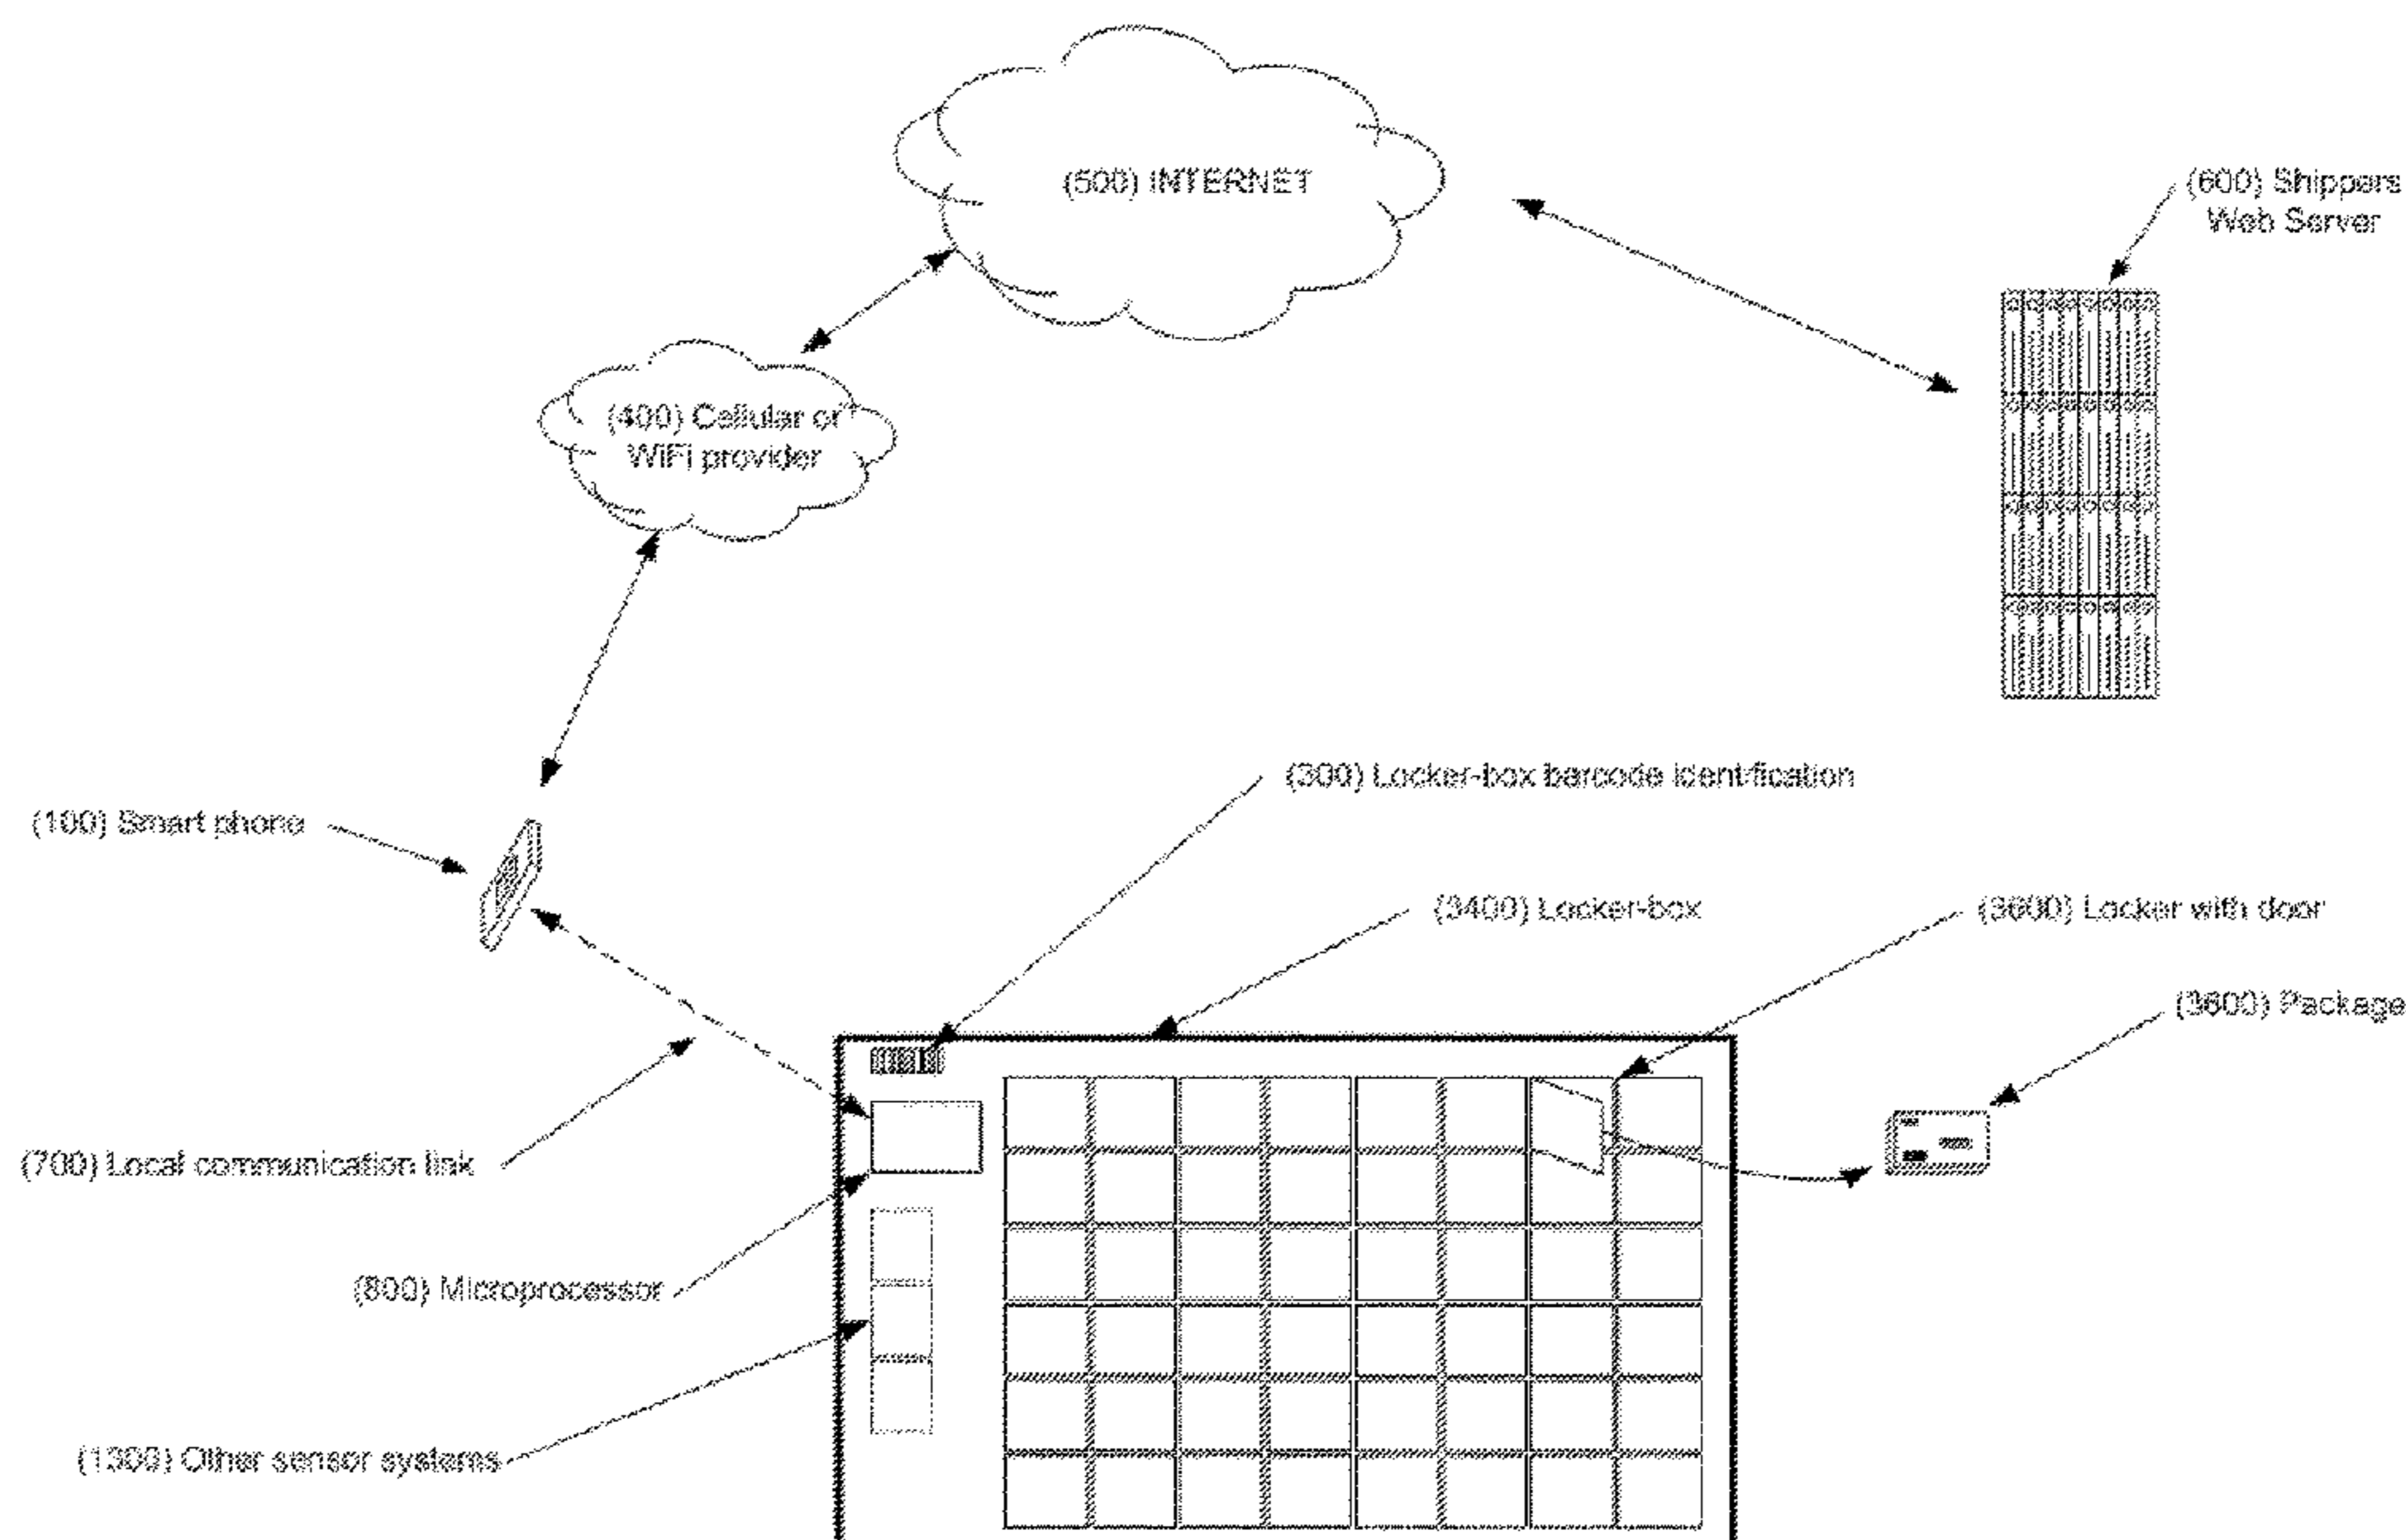 (500) INTERNET
(600) Shippers
Web Server
(400) Cellular or
WiFi provider
(300) Locker-box barcode identification
(100) Smart phone
(3400) Locker-box
(3600) Locker with door
(3600) Package
(700) Local communication link
(800) Microprocessor
(1300) Other sensor systems